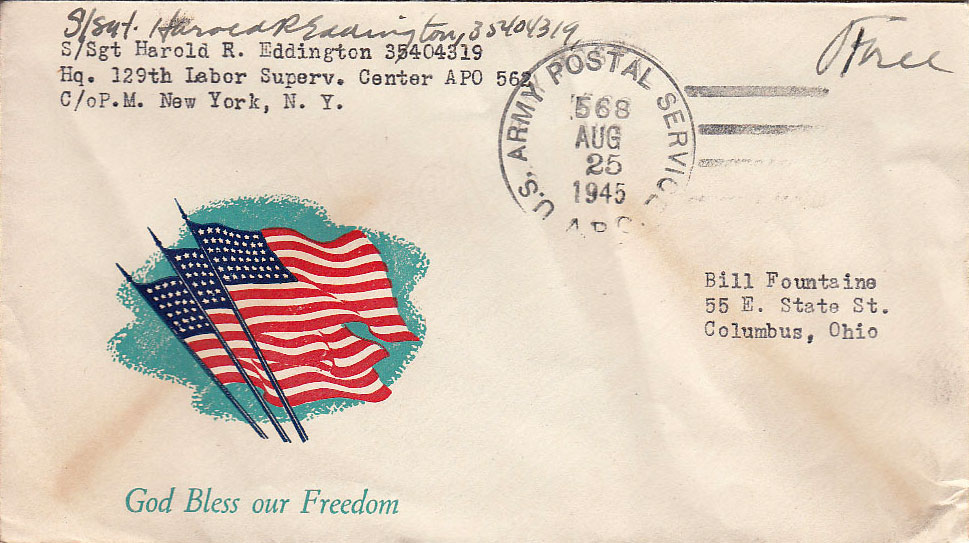 S/Sgt. Harold R Eddington, 35404319
S/Sgt Harold R. Eddington 35404319
Hq. 129th Labor Superv. Center APO 562
C/oP.M. New York, N. Y.
Free
U.S. ARMY POSTAL SERVICE
568
AUG
25
1945
A.P.O.
Bill Fountaine
55 E. State St.
Columbus, Ohio
God Bless our Freedom